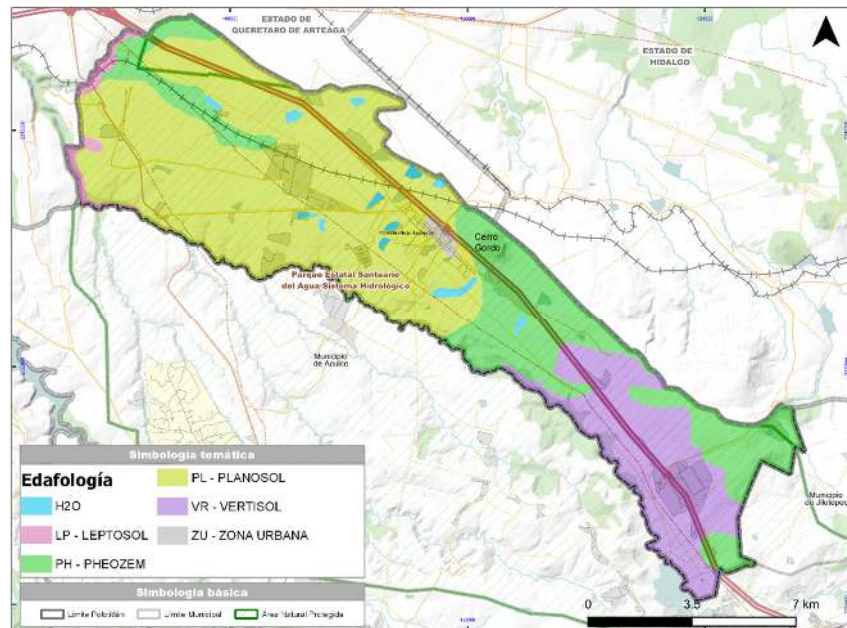 ESTADO DE
QUERETARO DE ARTEAGA
ESTADO DE
HIDALGO
Cerro
Gordo
Parque Estatal Santuario
del Agua Sistema Hidrológico
Municipio
de Aculco
Municipio
de Jilotepec
Simbología temática
Edafología
H2O
LP - LEPTOSOL
PH - PHEOZEM
PL - PLANOSOL
VR - VERTISOL
ZU - ZONA URBANA
Simbología básica
Límite Polotitlán
Límite Municipal
Área Natural Protegida
0
3.5
7 km